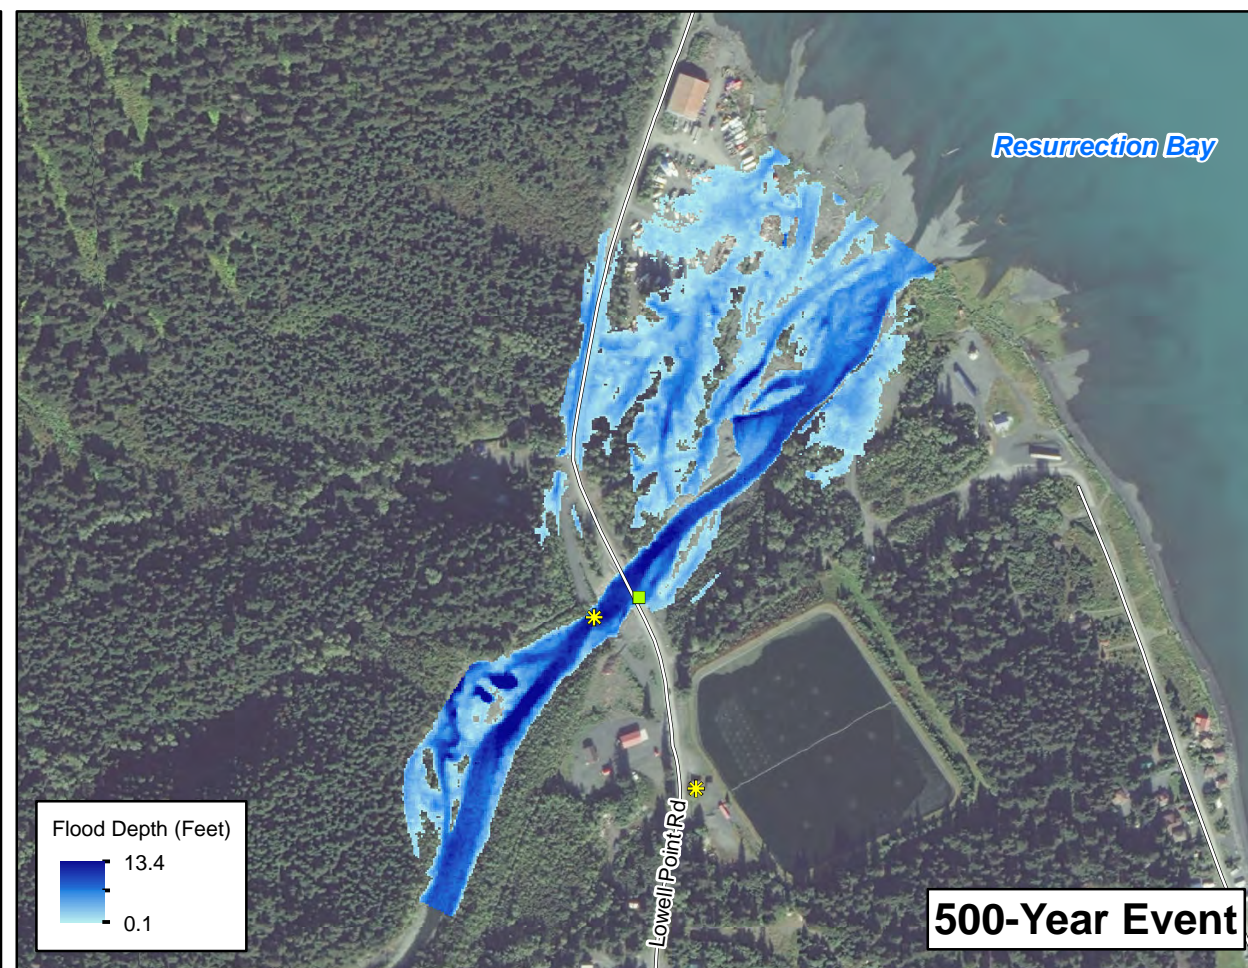 Resurrection Bay
Lowell Point Rd
Flood Depth (Feet)
13.4
0.1
500-Year Event